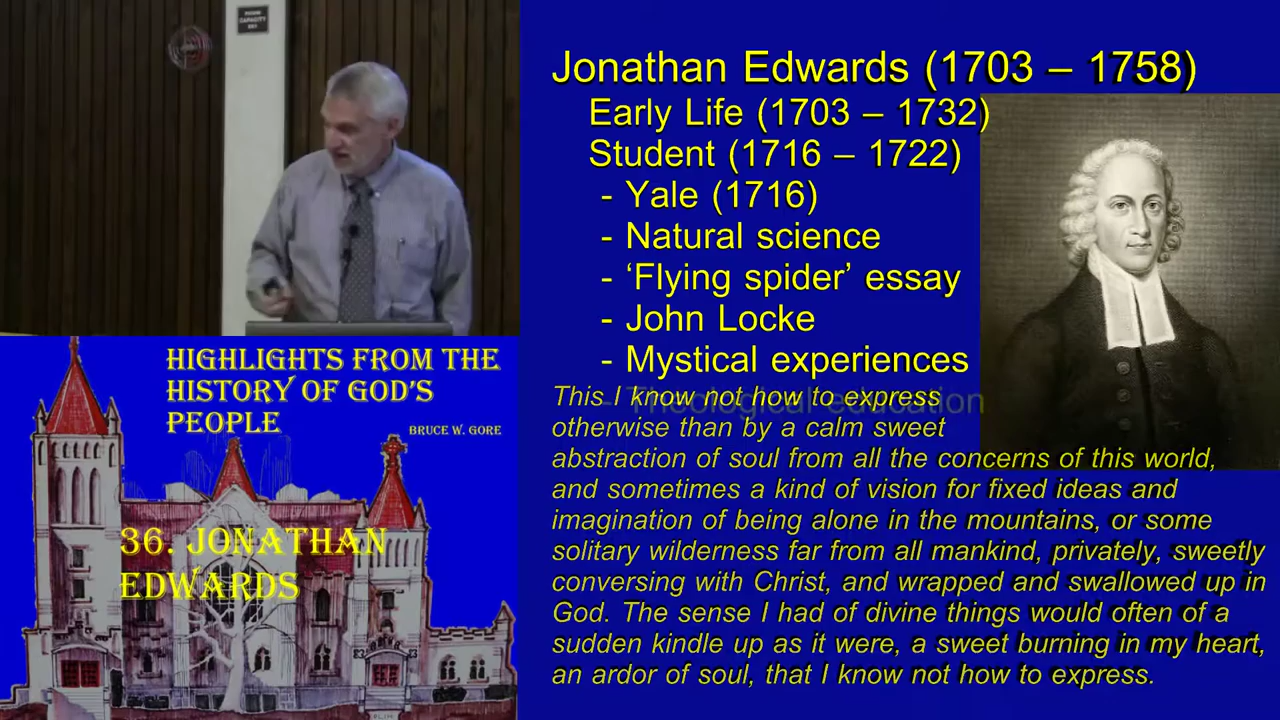 ROOM
CAPACITY
Jonathan Edwards (1703 – 1758)
Early Life (1703 – 1732)
Student (1716 – 1722)
- Yale (1716)
- Natural science
- ‘Flying spider’ essay
- John Locke
- Mystical experiences
- Theological education
This I know not how to express
otherwise than by a calm sweet
abstraction of soul from all the concerns of this world,
and sometimes a kind of vision for fixed ideas and
imagination of being alone in the mountains, or some
solitary wilderness far from all mankind, privately, sweetly
conversing with Christ, and wrapped and swallowed up in
God. The sense I had of divine things would often of a
sudden kindle up as it were, a sweet burning in my heart,
an ardor of soul, that I know not how to express.
HIGHLIGHTS FROM THE
HISTORY OF GOD’S
PEOPLE
BRUCE W. GORE
36. JONATHAN
EDWARDS